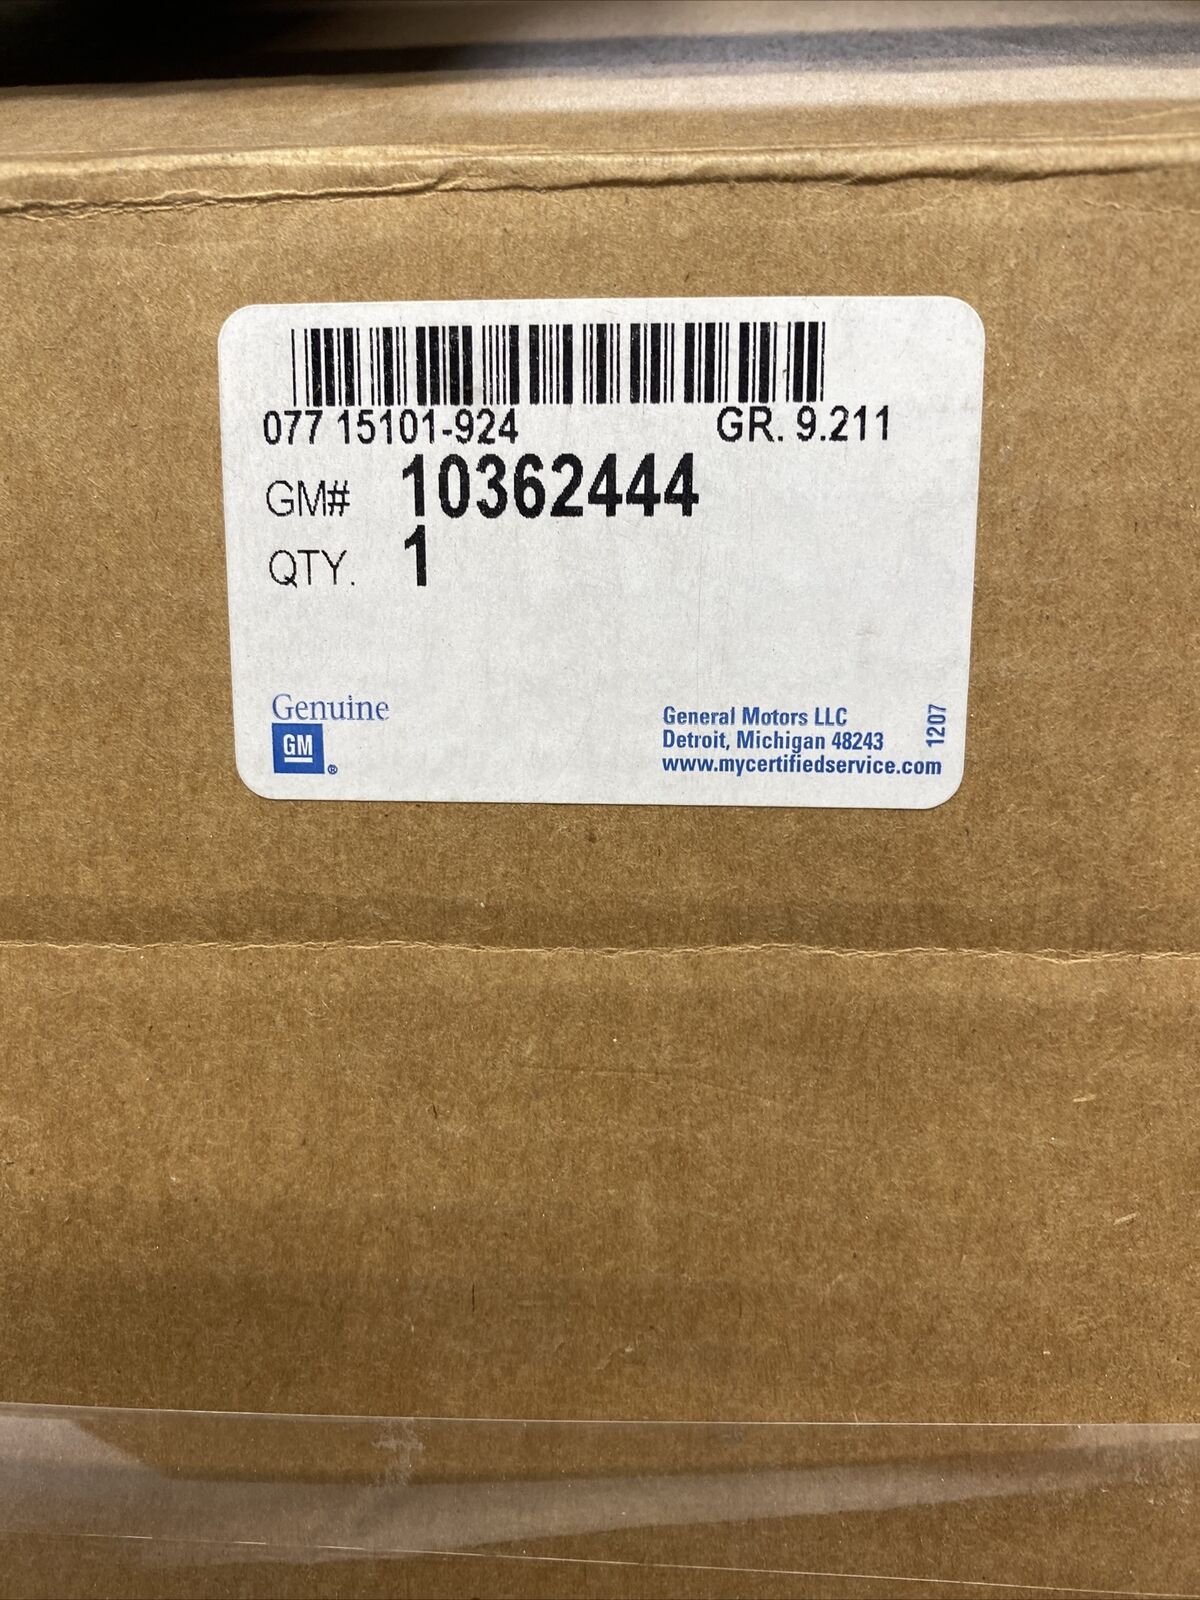 077 15101-924 GR. 9.211
GM# 10362444
QTY. 1
Genuine
GM
®
General Motors LLC
Detroit, Michigan 48243
www.mycertifiedservice.com
1207